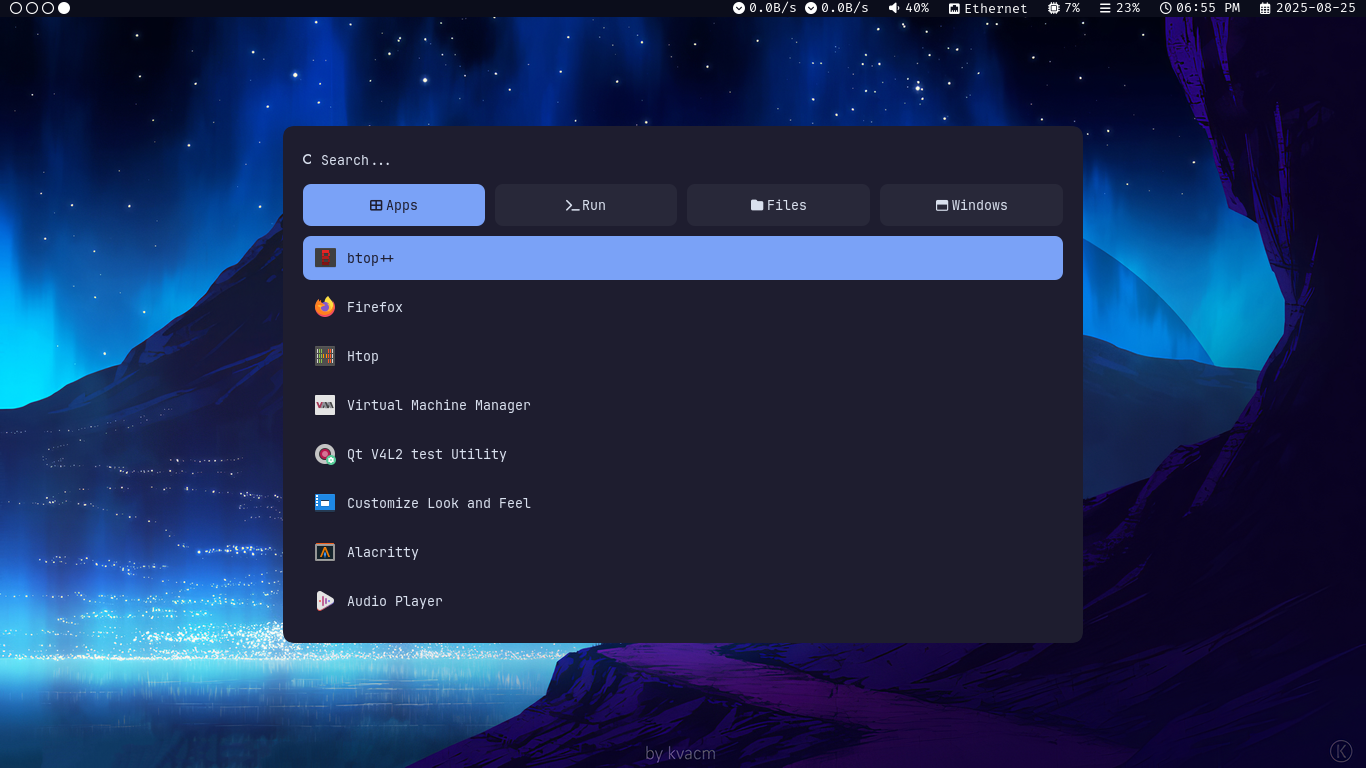 0.0B/s 0.0B/s 40% Ethernet 7% 23% 06:55 PM 2025-08-25
Search...
Apps Run Files Windows
btop++
Firefox
Htop
Virtual Machine Manager
Qt V4L2 test Utility
Customize Look and Feel
Alacritty
Audio Player
by kvacm
K